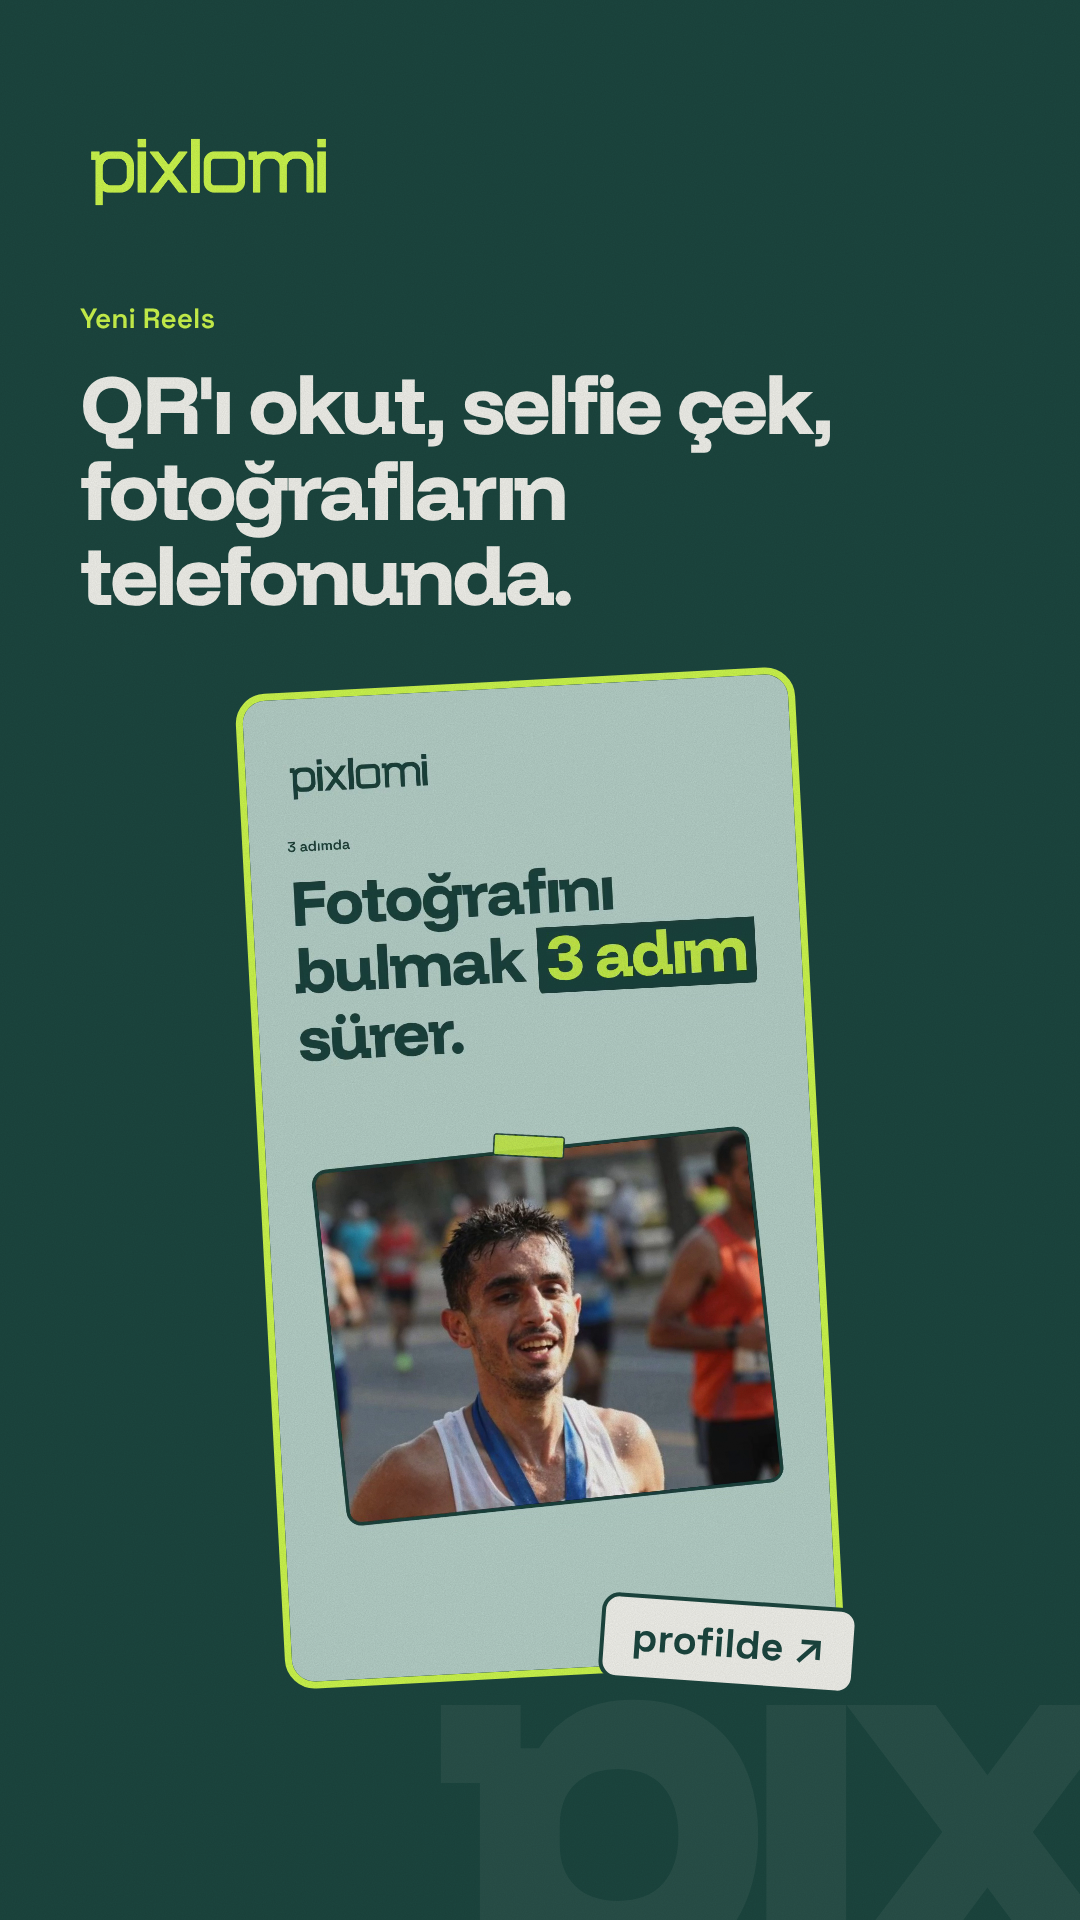 pixlomi
Yeni Reels
QR'ı okut, selfie çek,
fotoğrafların
telefonunda.
pixlomi
3 adımda
Fotoğrafını
bulmak 3 adım
sürer.
profilde ↗
pix